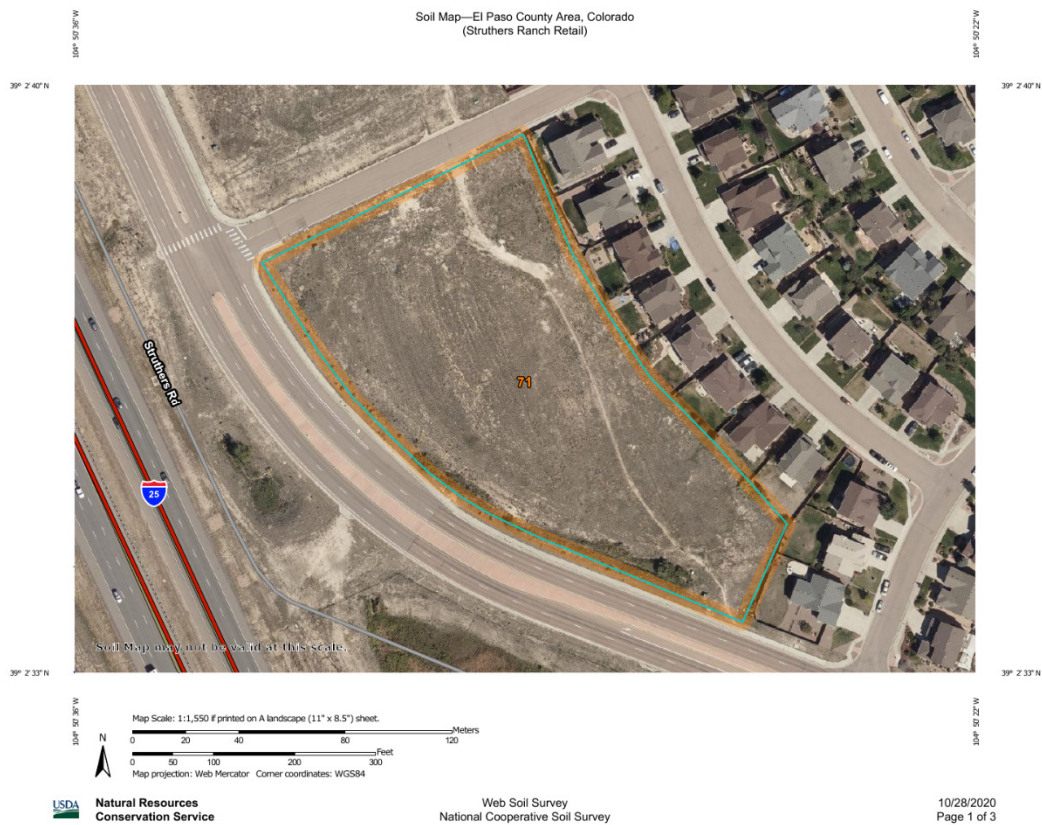 Soil Map—El Paso County Area, Colorado
(Struthers Ranch Retail)
104° 50' 36'' W
104° 50' 22'' W
39° 2' 40'' N
39° 2' 40'' N
71
Struthers Rd
25
Soil Map may not be valid at this scale.
39° 2' 33'' N
39° 2' 33'' N
104° 50' 36'' W
104° 50' 22'' W
Map Scale: 1:1,550 if printed on A landscape (11" x 8.5") sheet.
N
Meters
0 20 40 80 120
Feet
0 50 100 200 300
Map projection: Web Mercator Corner coordinates: WGS84
USDA
Natural Resources
Conservation Service
Web Soil Survey
National Cooperative Soil Survey
10/28/2020
Page 1 of 3